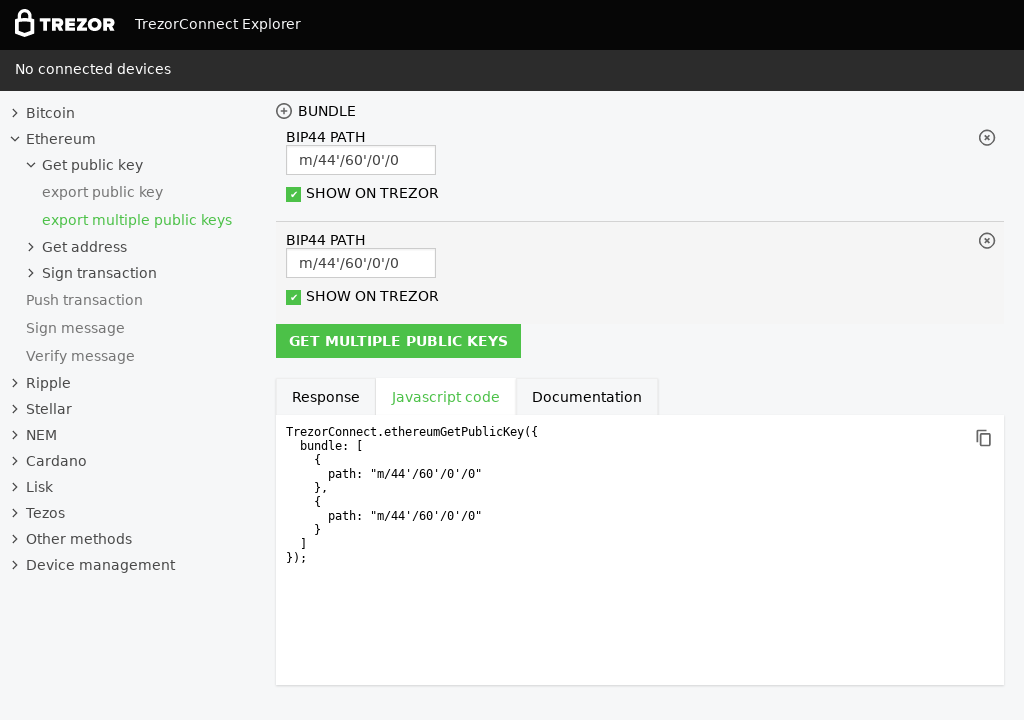 TREZOR TrezorConnect Explorer
No connected devices
Bitcoin
Ethereum
Get public key
export public key
export multiple public keys
Get address
Sign transaction
Push transaction
Sign message
Verify message
Ripple
Stellar
NEM
Cardano
Lisk
Tezos
Other methods
Device management
BUNDLE
BIP44 PATH
m/44'/60'/0'/0
SHOW ON TREZOR
BIP44 PATH
m/44'/60'/0'/0
SHOW ON TREZOR
GET MULTIPLE PUBLIC KEYS
Response Javascript code Documentation
TrezorConnect.ethereumGetPublicKey({
  bundle: [
    {
      path: "m/44'/60'/0'/0"
    },
    {
      path: "m/44'/60'/0'/0"
    }
  ]
});